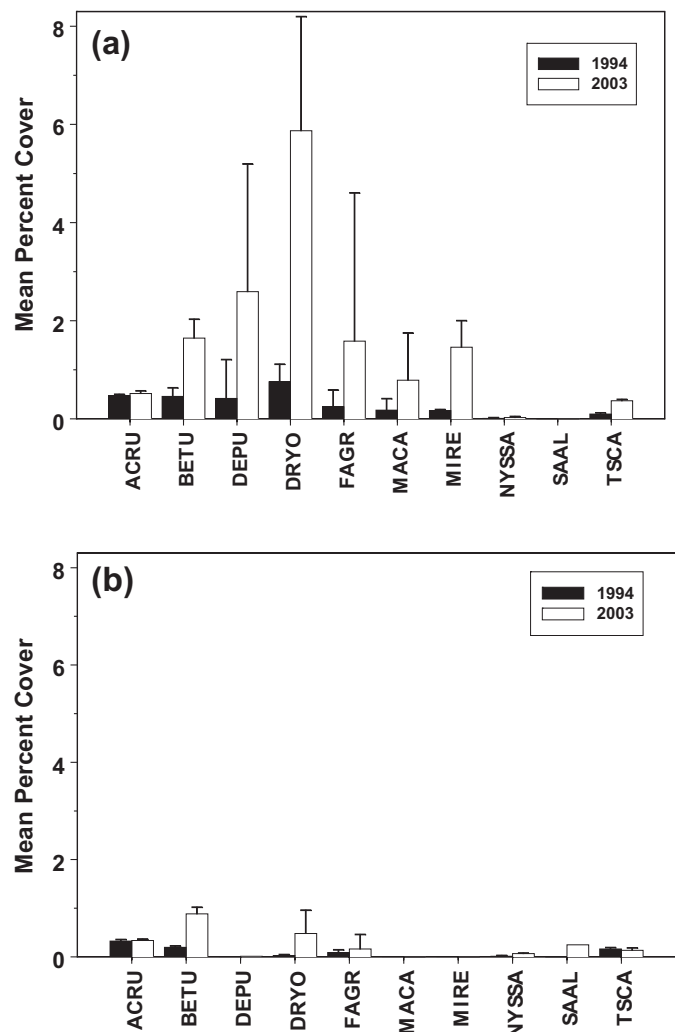 (a)
1994
2003
Mean Percent Cover
8
6
4
2
0
ACRU
BETU
DEPU
DRYO
FAGR
MACA
MIRE
NYSSA
SAAL
TSCA
(b)
1994
2003
Mean Percent Cover
8
6
4
2
0
ACRU
BETU
DEPU
DRYO
FAGR
MACA
MIRE
NYSSA
SAAL
TSCA